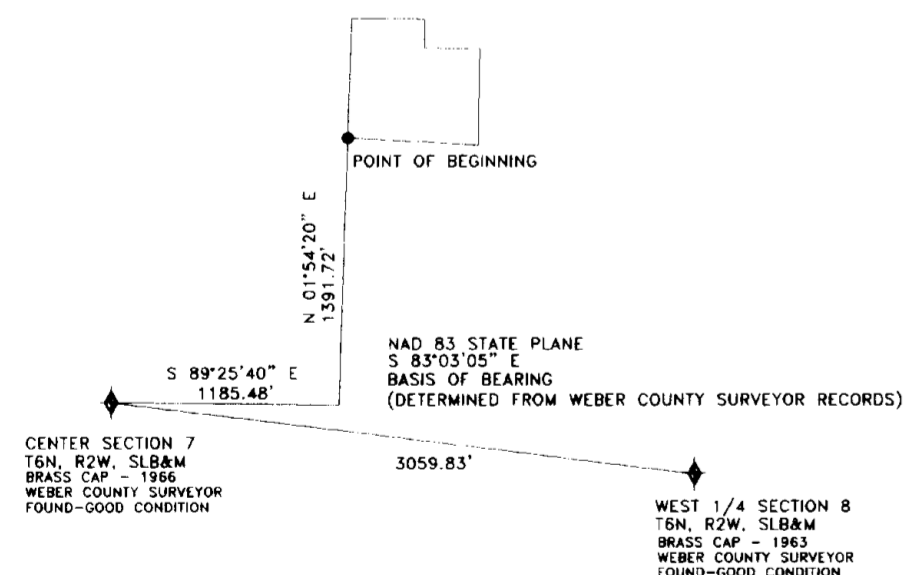 POINT OF BEGINNING
N 01°54'20" E
1391.72'
NAD 83 STATE PLANE
S 83°03'05" E
BASIS OF BEARING
(DETERMINED FROM WEBER COUNTY SURVEYOR RECORDS)
S 89°25'40" E
1185.48'
CENTER SECTION 7
T6N, R2W, SLB&M
BRASS CAP - 1966
WEBER COUNTY SURVEYOR
FOUND-GOOD CONDITION
3059.83'
WEST 1/4 SECTION 8
T6N, R2W, SLB&M
BRASS CAP - 1963
WEBER COUNTY SURVEYOR
FOUND-GOOD CONDITION